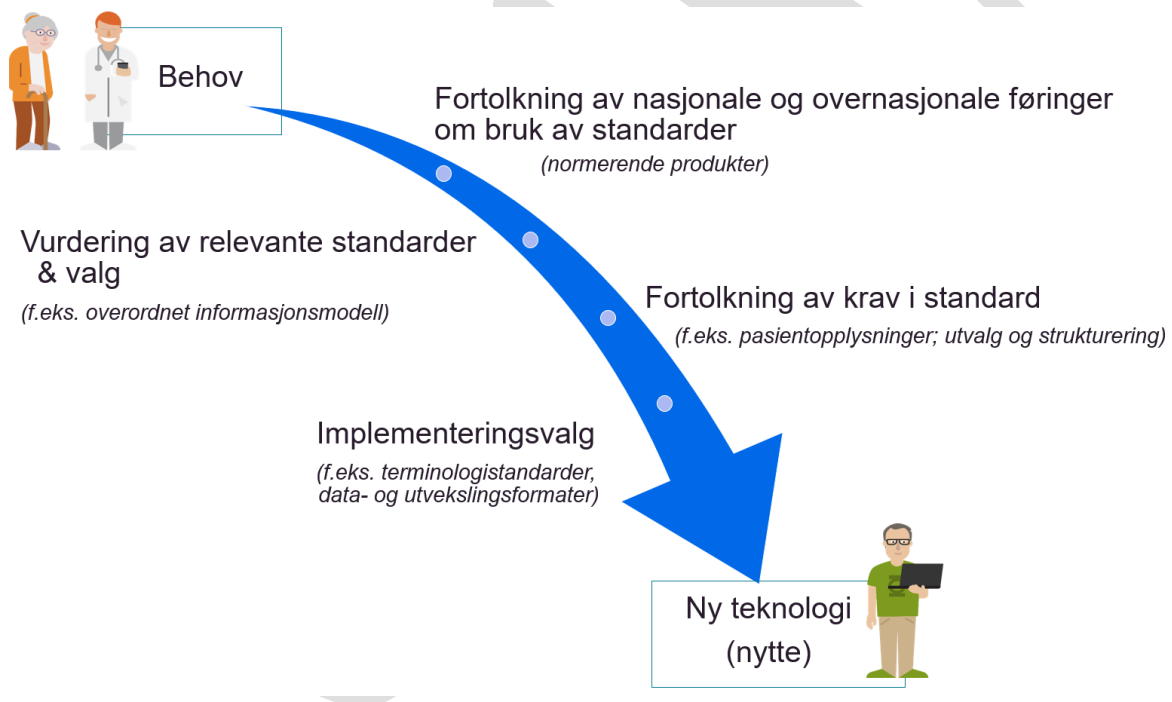 Behov
Fortolkning av nasjonale og overnasjonale føringer
om bruk av standarder
(normerende produkter)
Vurdering av relevante standarder
& valg
(f.eks. overordnet informasjonsmodell)
Fortolkning av krav i standard
(f.eks. pasientopplysninger; utvalg og strukturering)
Implementeringsvalg
(f.eks. terminologistandarder,
data- og utvekslingsformater)
Ny teknologi
(nytte)